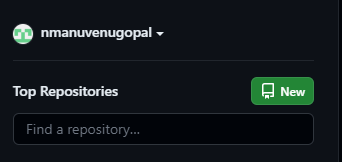 nmanuvenugopal
Top Repositories
New
Find a repository...